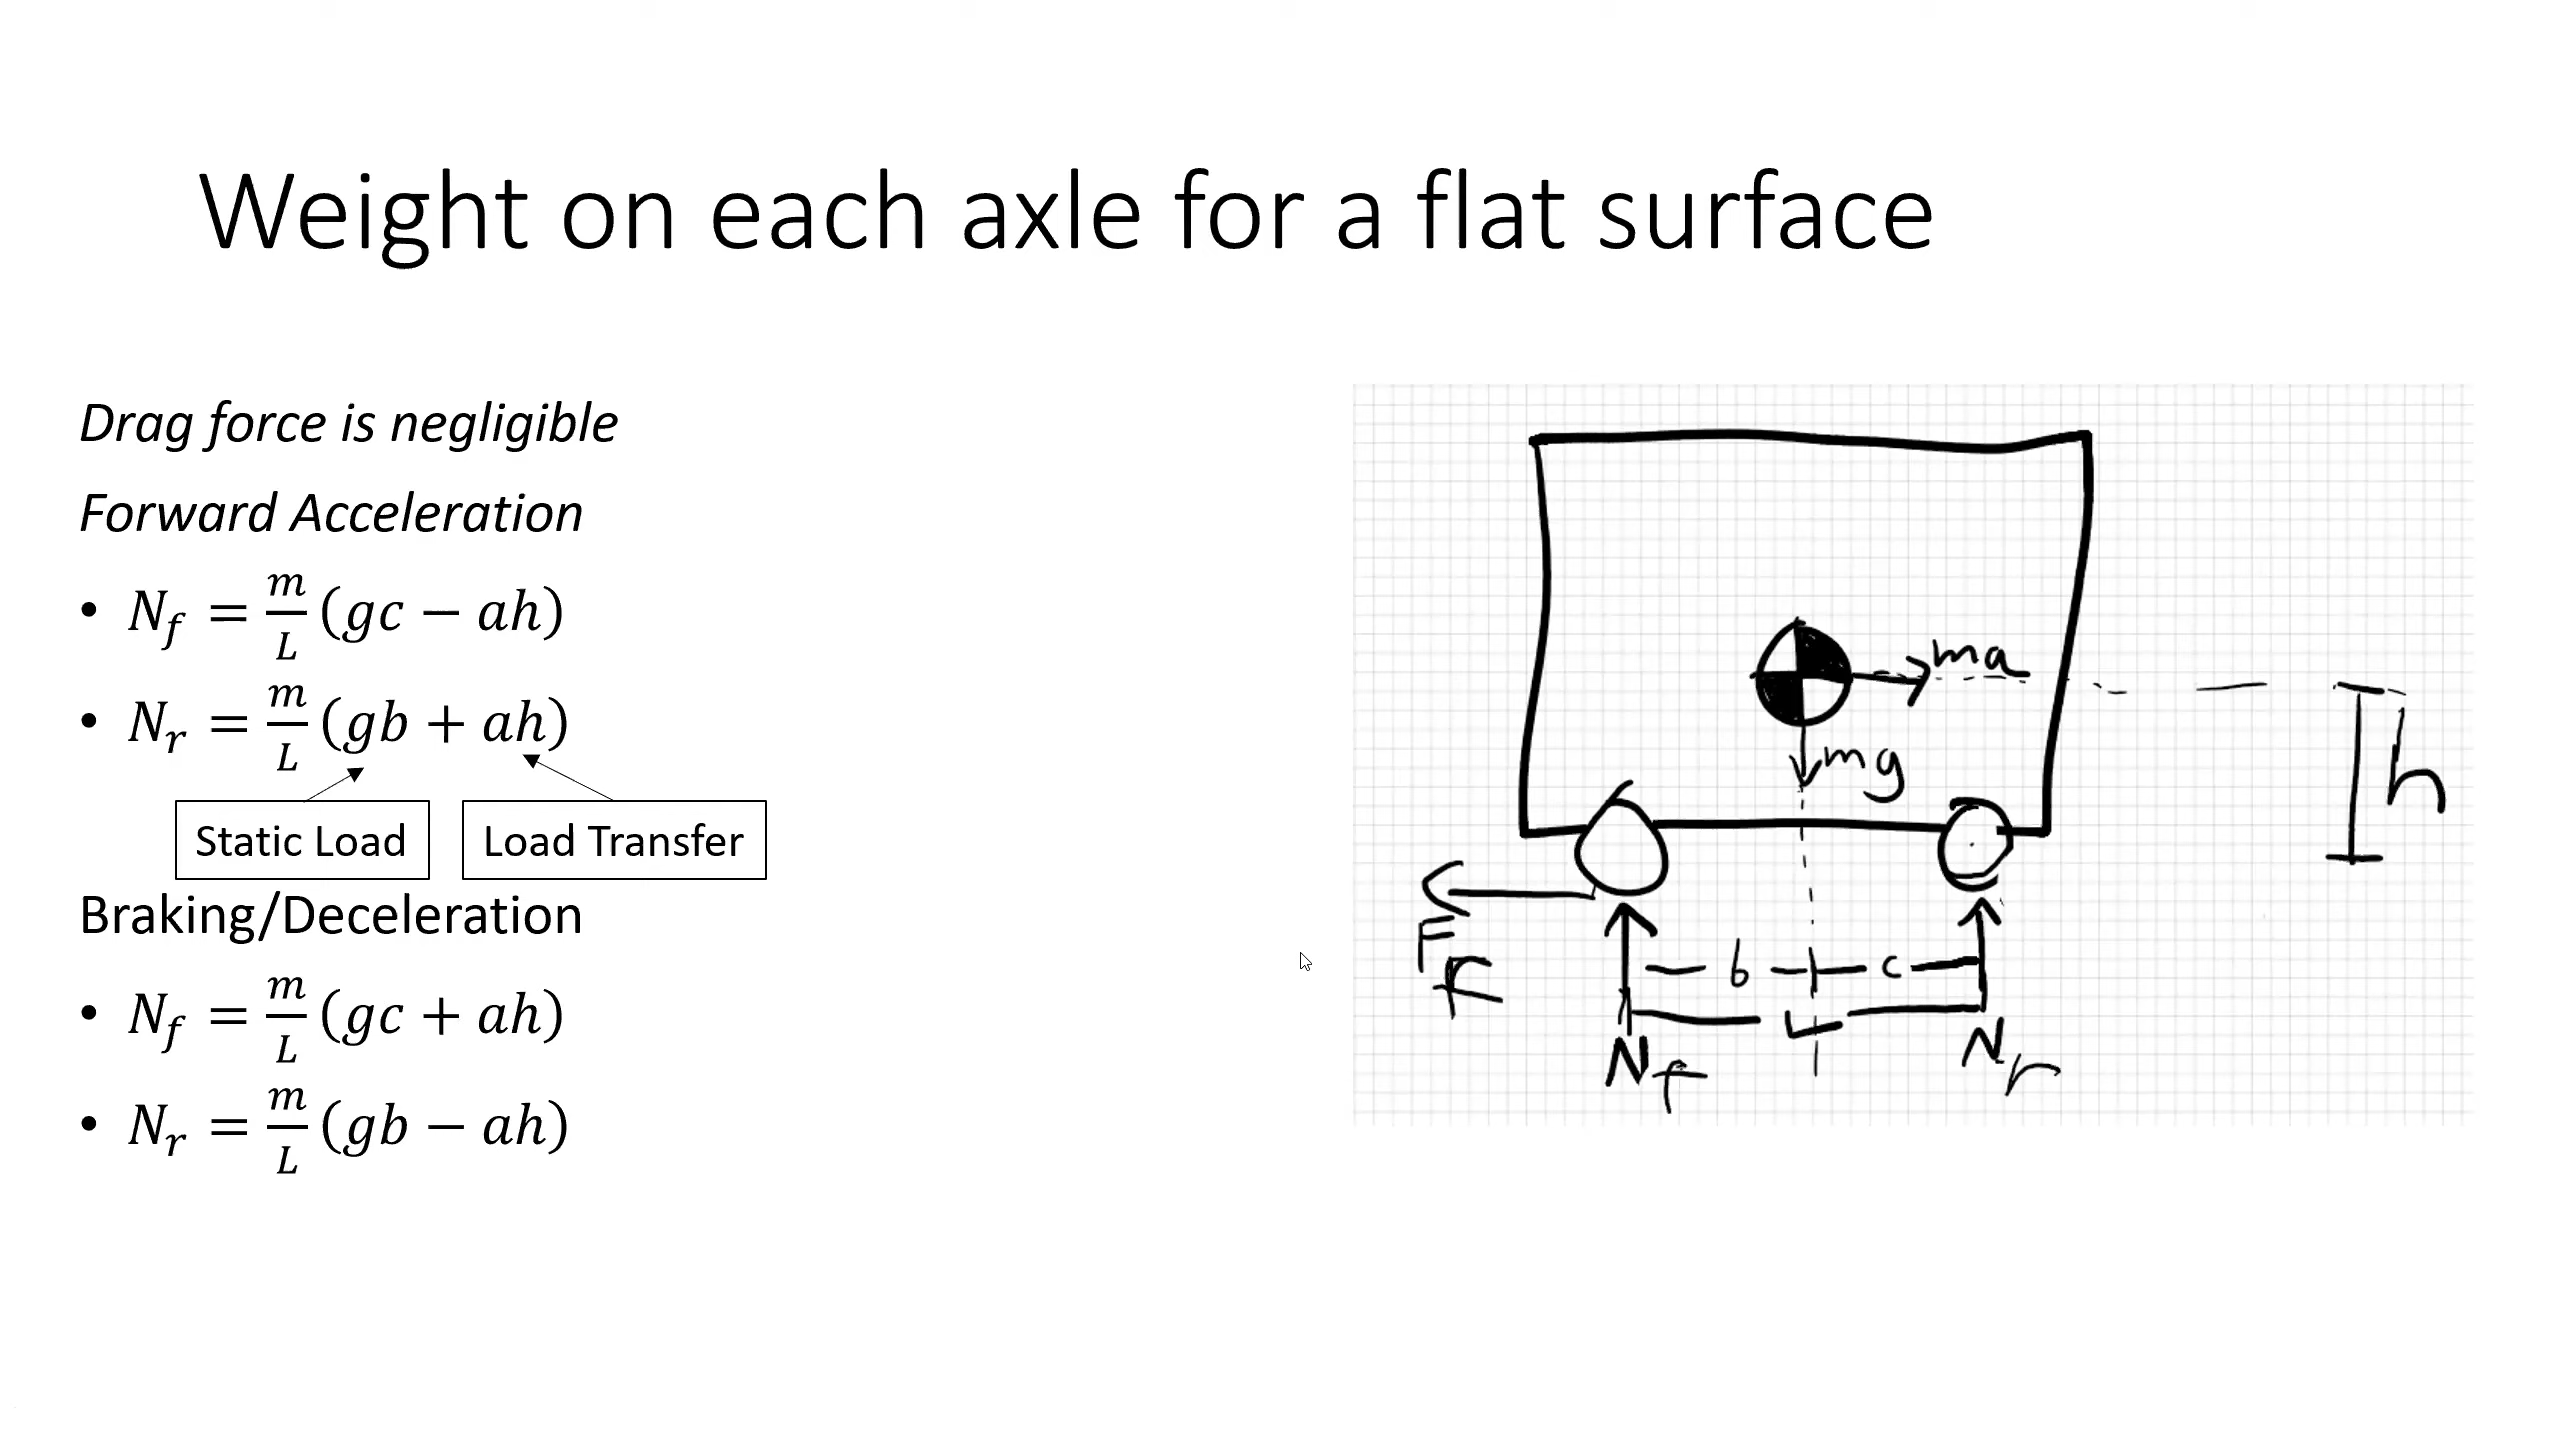 Weight on each axle for a flat surface
Drag force is negligible
Forward Acceleration
• N_f = m/L (gc − ah)
• N_r = m/L (gb + ah)
Static Load
Load Transfer
Braking/Deceleration
• N_f = m/L (gc + ah)
• N_r = m/L (gb − ah)
ma
mg
h
F_f
b
c
L
N_f
N_r